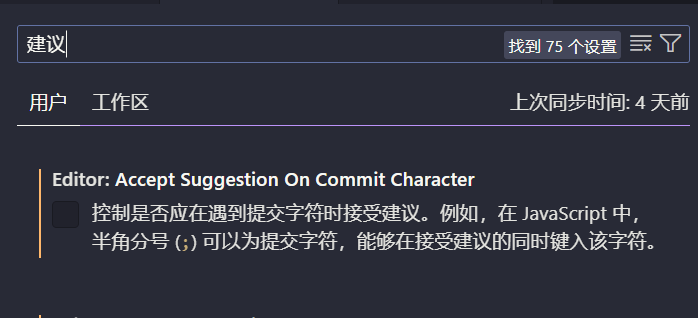 建议
找到 75 个设置
用户 工作区 上次同步时间: 4 天前
Editor: Accept Suggestion On Commit Character
控制是否应在遇到提交字符时接受建议。例如，在 JavaScript 中，
半角分号 (;) 可以为提交字符，能够在接受建议的同时键入该字符。